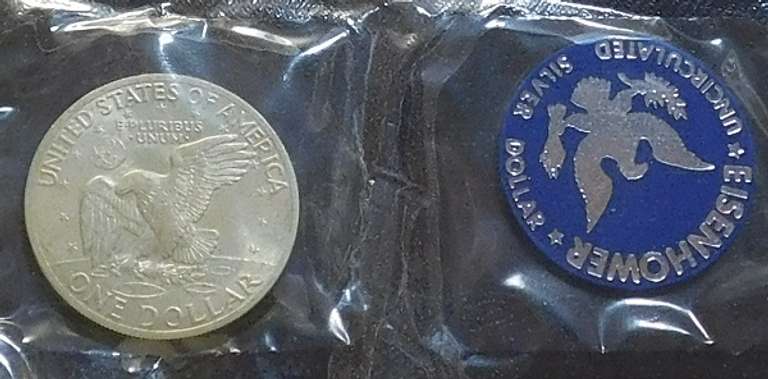 UNITED STATES OF AMERICA
E PLURIBUS
UNUM
ONE DOLLAR
EISENHOWER
UNCIRCULATED
SILVER DOLLAR